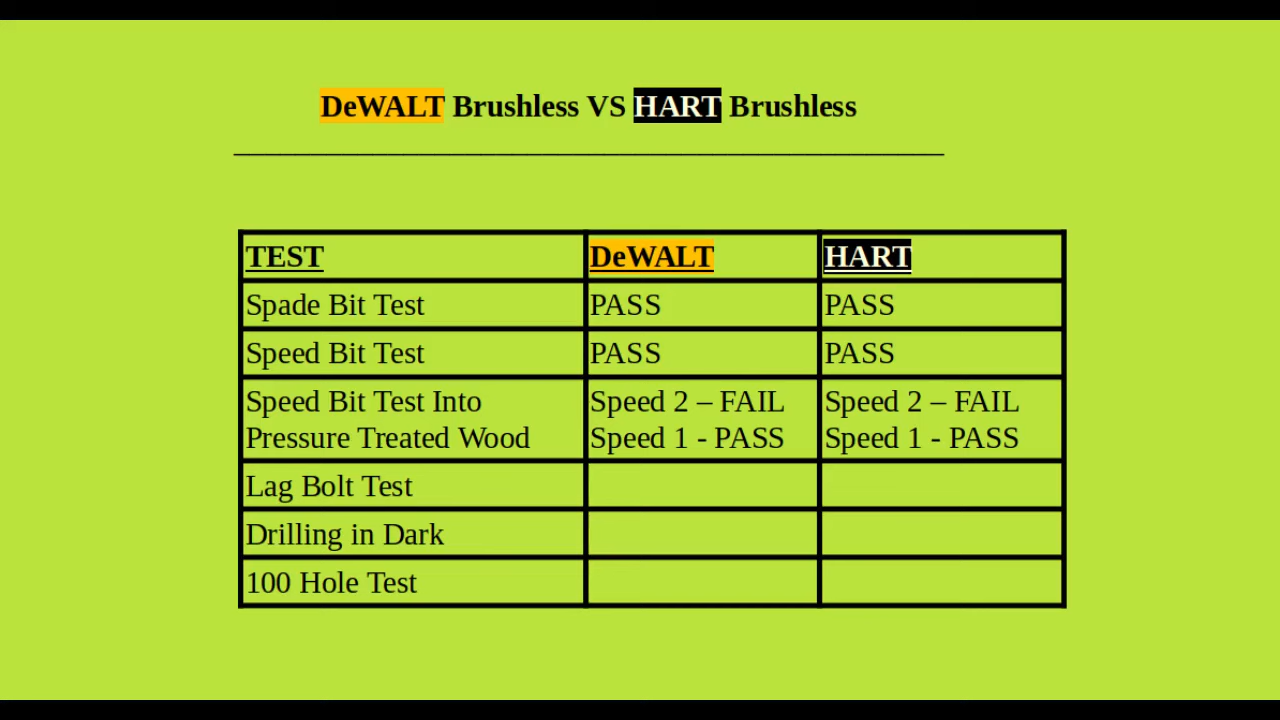 DeWALT Brushless VS HART Brushless
TEST DeWALT HART
Spade Bit Test PASS PASS
Speed Bit Test PASS PASS
Speed Bit Test Into Speed 2 – FAIL Speed 2 – FAIL
Pressure Treated Wood Speed 1 - PASS Speed 1 - PASS
Lag Bolt Test
Drilling in Dark
100 Hole Test